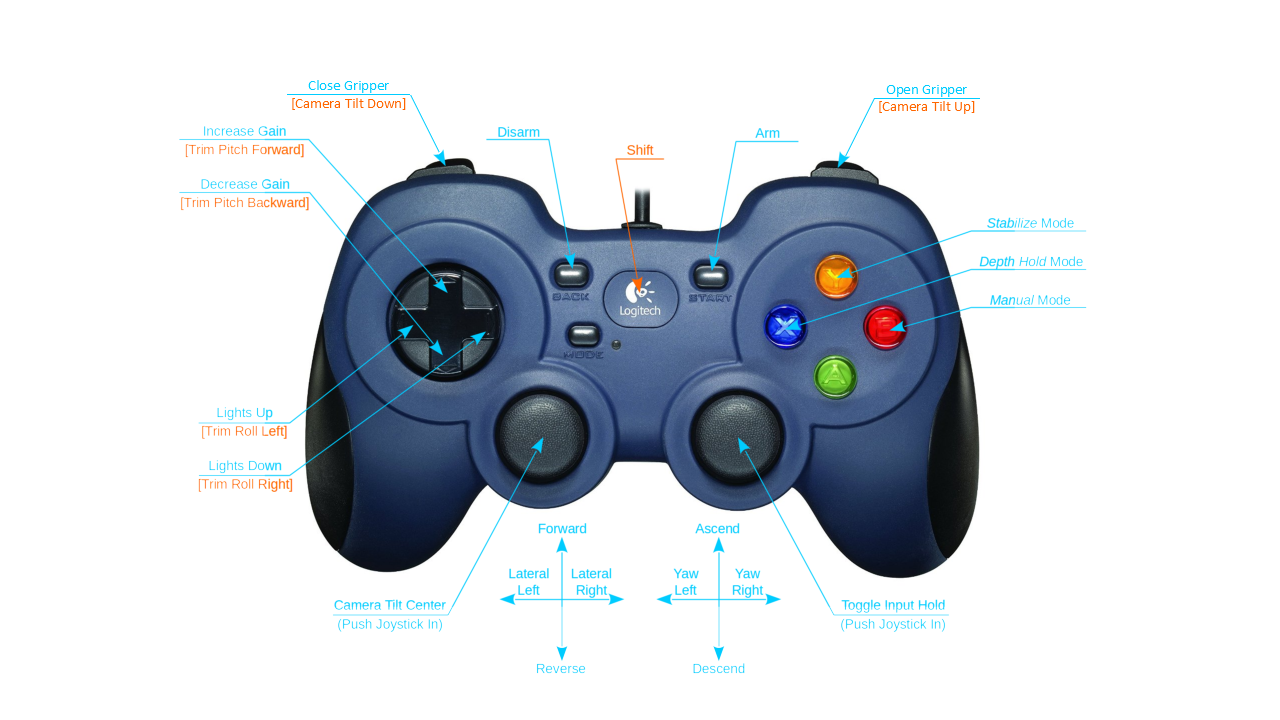 Close Gripper
[Camera Tilt Down]
Open Gripper
[Camera Tilt Up]
Increase Gain
[Trim Pitch Forward]
Disarm
Arm
Shift
Decrease Gain
[Trim Pitch Backward]
Stabilize Mode
Depth Hold Mode
Manual Mode
BACK
START
Logitech
MODE
Y
X
B
A
Lights Up
[Trim Roll Left]
Lights Down
[Trim Roll Right]
Forward
Lateral Left
Lateral Right
Reverse
Ascend
Yaw Left
Yaw Right
Descend
Camera Tilt Center
(Push Joystick In)
Toggle Input Hold
(Push Joystick In)